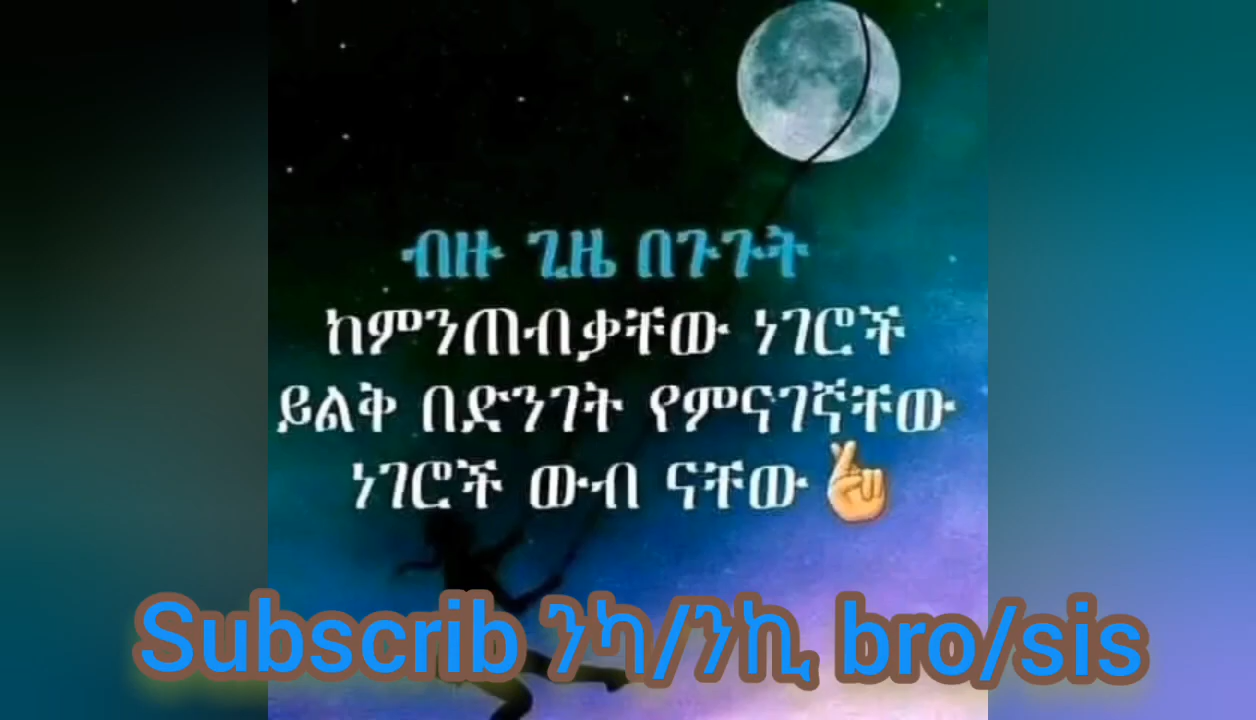 ብዙ ጊዜ በጉጉት
ከምንጠብቃቸው ነገሮች
ይልቅ በድንገት የምናገኛቸው
ነገሮች ውብ ናቸው🤞
Subscrib ንካ/ንኪ bro/sis